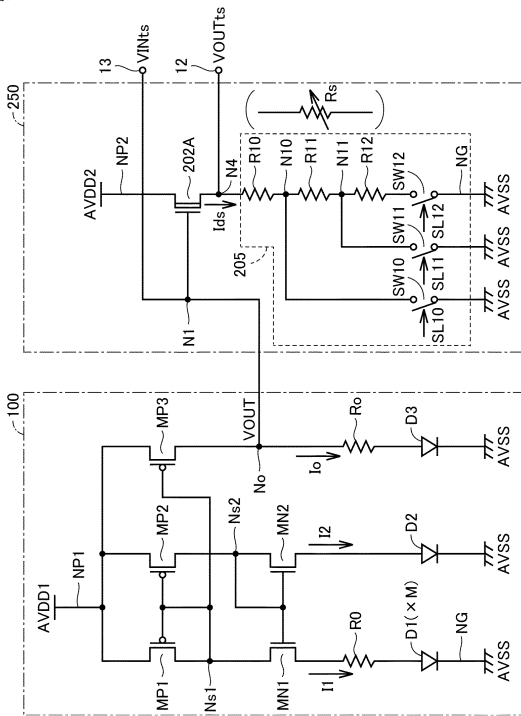 250
AVDD2
NP2
202A
13
VINts
12
VOUTts
N4
Ids
N1
Rs
R10
N10
R11
N11
R12
205
SW10
SW11
SW12
SL10
SL11
SL12
NG
AVSS
AVSS
AVSS
100
AVDD1
NP1
MP1
MP2
MP3
VOUT
No
Ns1
Ns2
MN1
MN2
I1
I2
Io
R0
Ro
D1(×M)
D2
D3
NG
AVSS
AVSS
AVSS